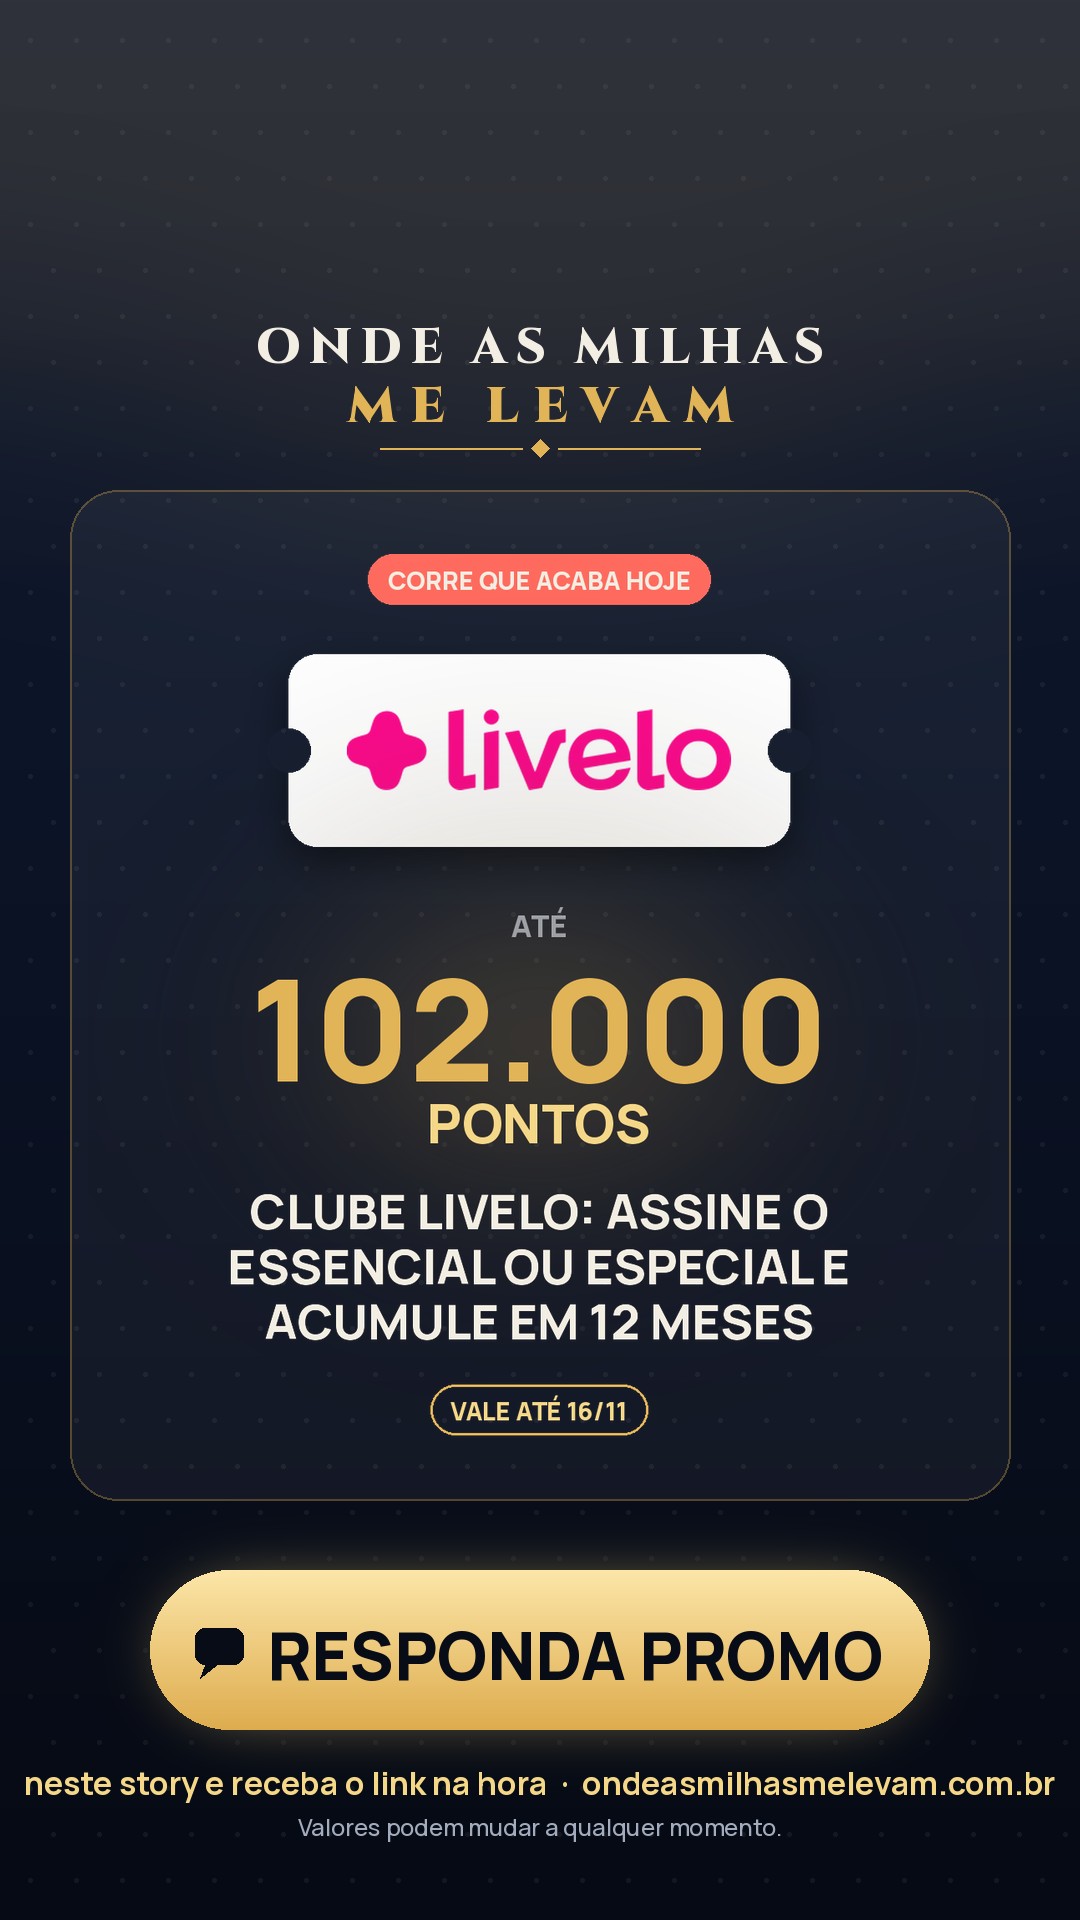 ONDE AS MILHAS
ME LEVAM
CORRE QUE ACABA HOJE
livelo
ATÉ
102.000
PONTOS
CLUBE LIVELO: ASSINE O
ESSENCIAL OU ESPECIAL E
ACUMULE EM 12 MESES
VALE ATÉ 16/11
RESPONDA PROMO
neste story e receba o link na hora · ondeasmilhasmelevam.com.br
Valores podem mudar a qualquer momento.